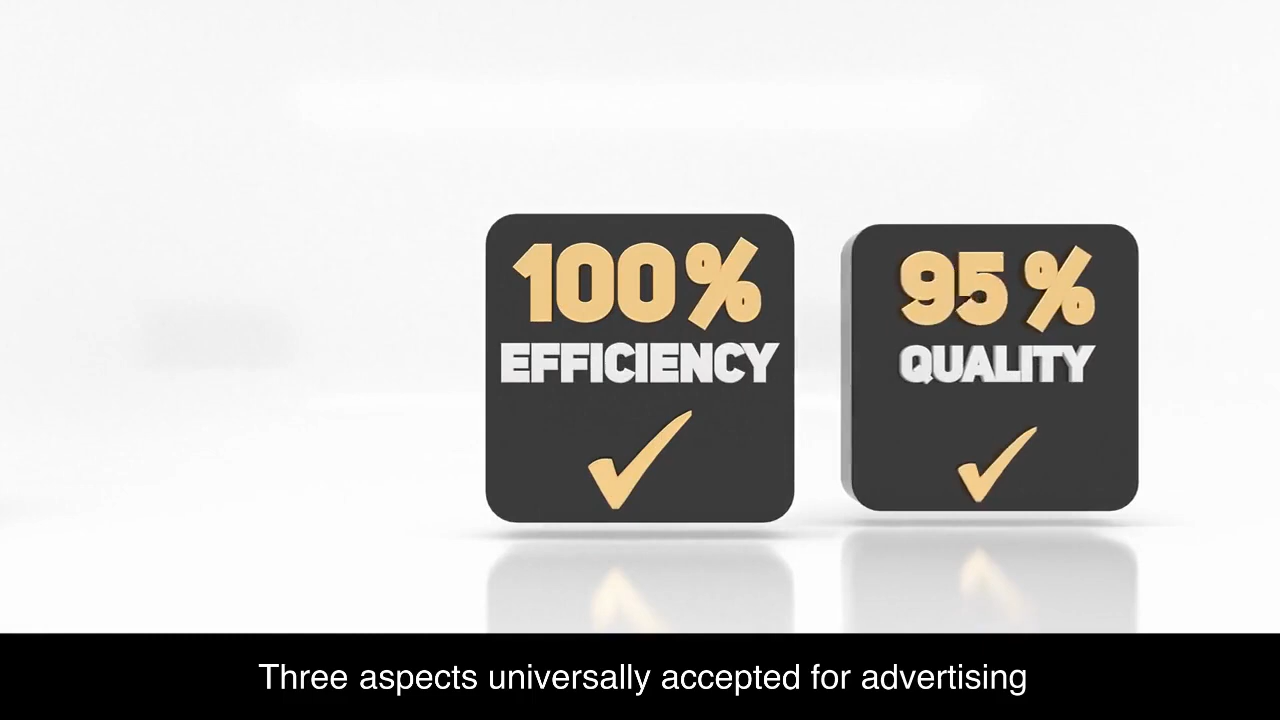 100%
EFFICIENCY
95%
QUALITY
Three aspects universally accepted for advertising